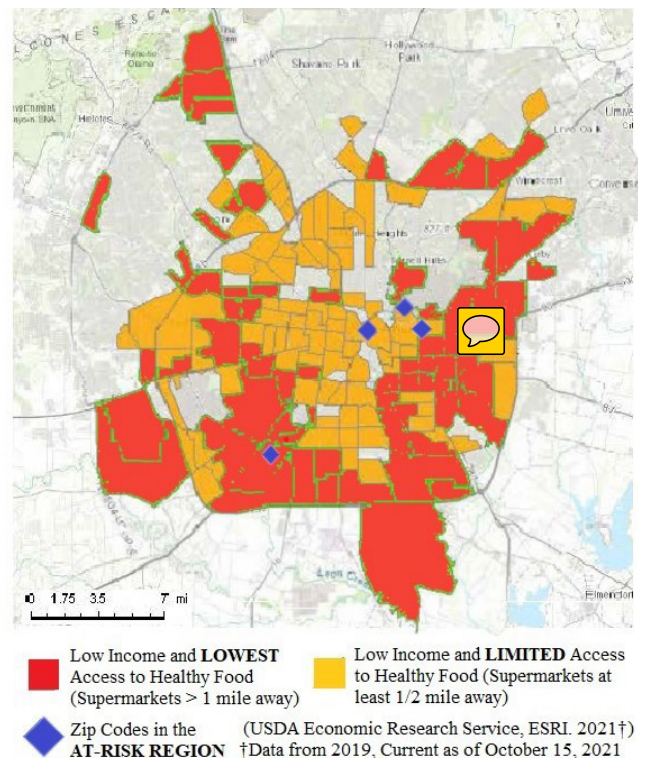 Hollywood
Park
Shavano Park
Helotes
Live Oak
Windcrest
Converse
827 ft
Kirby
0 1.75 3.5 7 mi
Elmendorf
Low Income and LOWEST
Access to Healthy Food
(Supermarkets > 1 mile away)
Low Income and LIMITED Access
to Healthy Food (Supermarkets at
least 1/2 mile away)
Zip Codes in the
AT-RISK REGION
(USDA Economic Research Service, ESRI. 2021†)
†Data from 2019, Current as of October 15, 2021